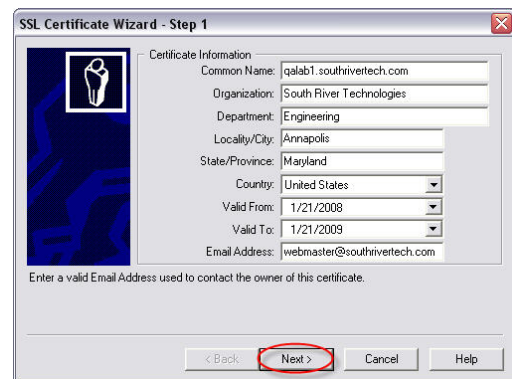 SSL Certificate Wizard - Step 1
Certificate Information
Common Name: qalab1.southrivertech.com
Organization: South River Technologies
Department: Engineering
Locality/City: Annapolis
State/Province: Maryland
Country: United States
Valid From: 1/21/2008
Valid To: 1/21/2009
Email Address: webmaster@southrivertech.com
Enter a valid Email Address used to contact the owner of this certificate.
< Back Next > Cancel Help